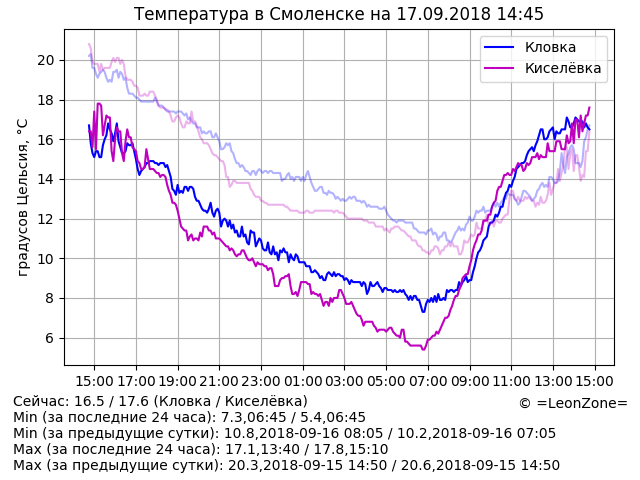 Температура в Смоленске на 17.09.2018 14:45
Кловка
Киселёвка
градусов Цельсия, °C
20
18
16
14
12
10
8
6
15:00 17:00 19:00 21:00 23:00 01:00 03:00 05:00 07:00 09:00 11:00 13:00 15:00
Сейчас: 16.5 / 17.6 (Кловка / Киселёвка)
© =LeonZone=
Min (за последние 24 часа): 7.3,06:45 / 5.4,06:45
Min (за предыдущие сутки): 10.8,2018-09-16 08:05 / 10.2,2018-09-16 07:05
Max (за последние 24 часа): 17.1,13:40 / 17.8,15:10
Max (за предыдущие сутки): 20.3,2018-09-15 14:50 / 20.6,2018-09-15 14:50